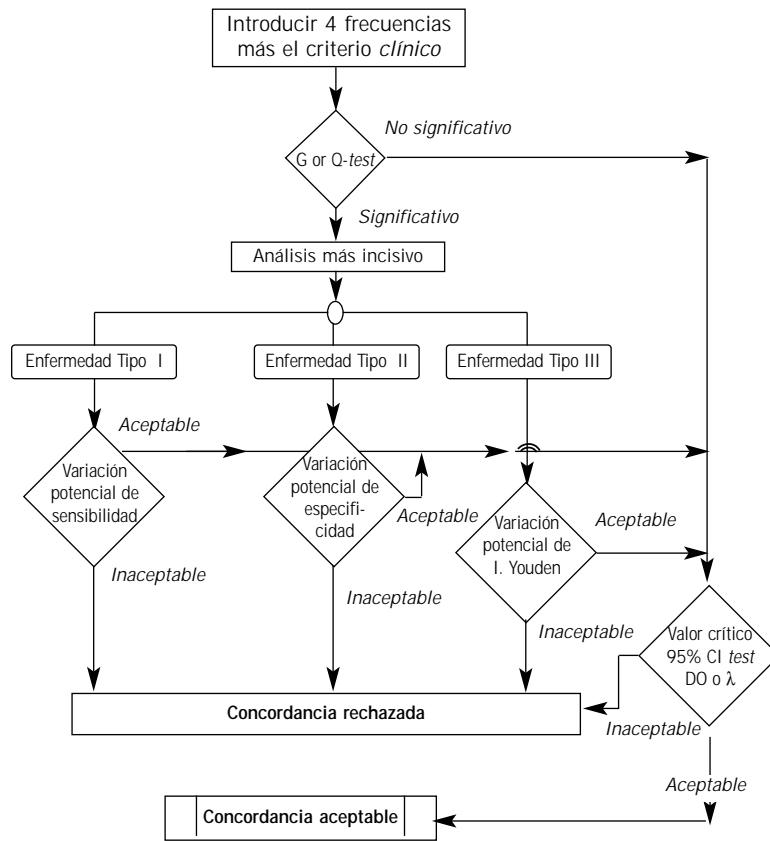 Introducir 4 frecuencias
más el criterio clínico
No significativo
G or Q-test
Significativo
Análisis más incisivo
Enfermedad Tipo I
Enfermedad Tipo II
Enfermedad Tipo III
Aceptable
Variación
potencial de
sensibilidad
Variación
potencial de
especifi-
cidad
Aceptable
Variación
potencial de
I. Youden
Aceptable
Inaceptable
Inaceptable
Inaceptable
Valor crítico
95% CI test
DO o λ
Concordancia rechazada
Inaceptable
Aceptable
Concordancia aceptable